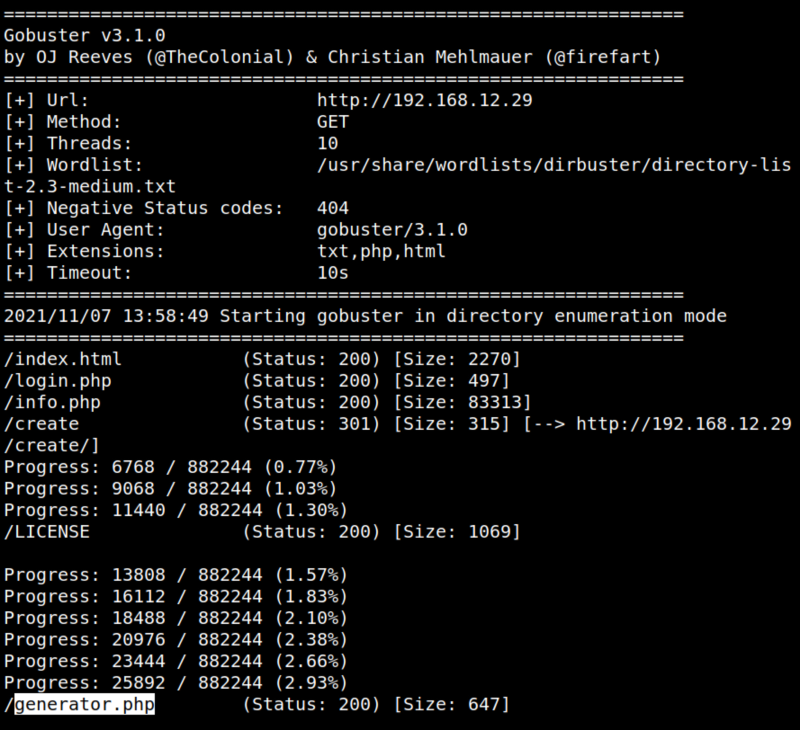 ===============================================================
Gobuster v3.1.0
by OJ Reeves (@TheColonial) & Christian Mehlmauer (@firefart)
===============================================================
[+] Url:                     http://192.168.12.29
[+] Method:                  GET
[+] Threads:                 10
[+] Wordlist:                /usr/share/wordlists/dirbuster/directory-lis
t-2.3-medium.txt
[+] Negative Status codes:   404
[+] User Agent:              gobuster/3.1.0
[+] Extensions:              txt,php,html
[+] Timeout:                 10s
===============================================================
2021/11/07 13:58:49 Starting gobuster in directory enumeration mode
===============================================================
/index.html           (Status: 200) [Size: 2270]
/login.php            (Status: 200) [Size: 497]
/info.php             (Status: 200) [Size: 83313]
/create               (Status: 301) [Size: 315] [--> http://192.168.12.29
/create/]
Progress: 6768 / 882244 (0.77%)
Progress: 9068 / 882244 (1.03%)
Progress: 11440 / 882244 (1.30%)
/LICENSE              (Status: 200) [Size: 1069]
Progress: 13808 / 882244 (1.57%)
Progress: 16112 / 882244 (1.83%)
Progress: 18488 / 882244 (2.10%)
Progress: 20976 / 882244 (2.38%)
Progress: 23444 / 882244 (2.66%)
Progress: 25892 / 882244 (2.93%)
/generator.php        (Status: 200) [Size: 647]